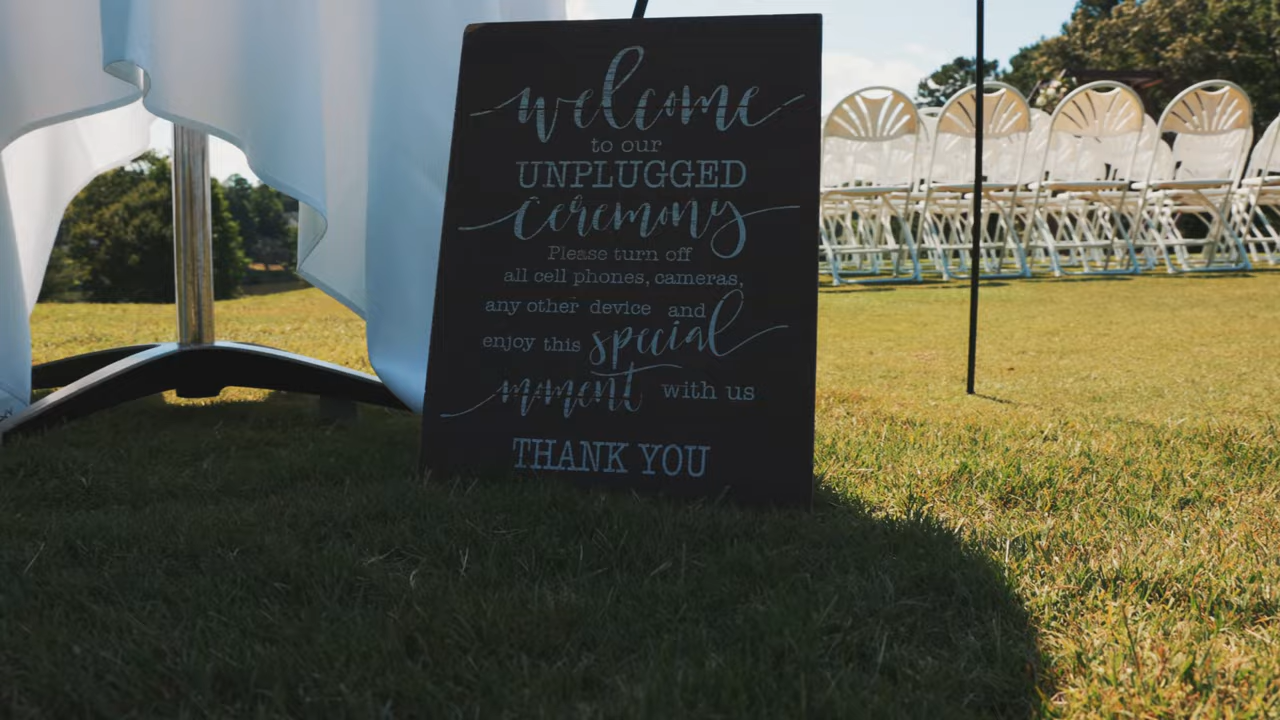 welcome
to our
UNPLUGGED
ceremony
Please turn off
all cell phones, cameras,
any other device and
enjoy this special
moment with us
THANK YOU